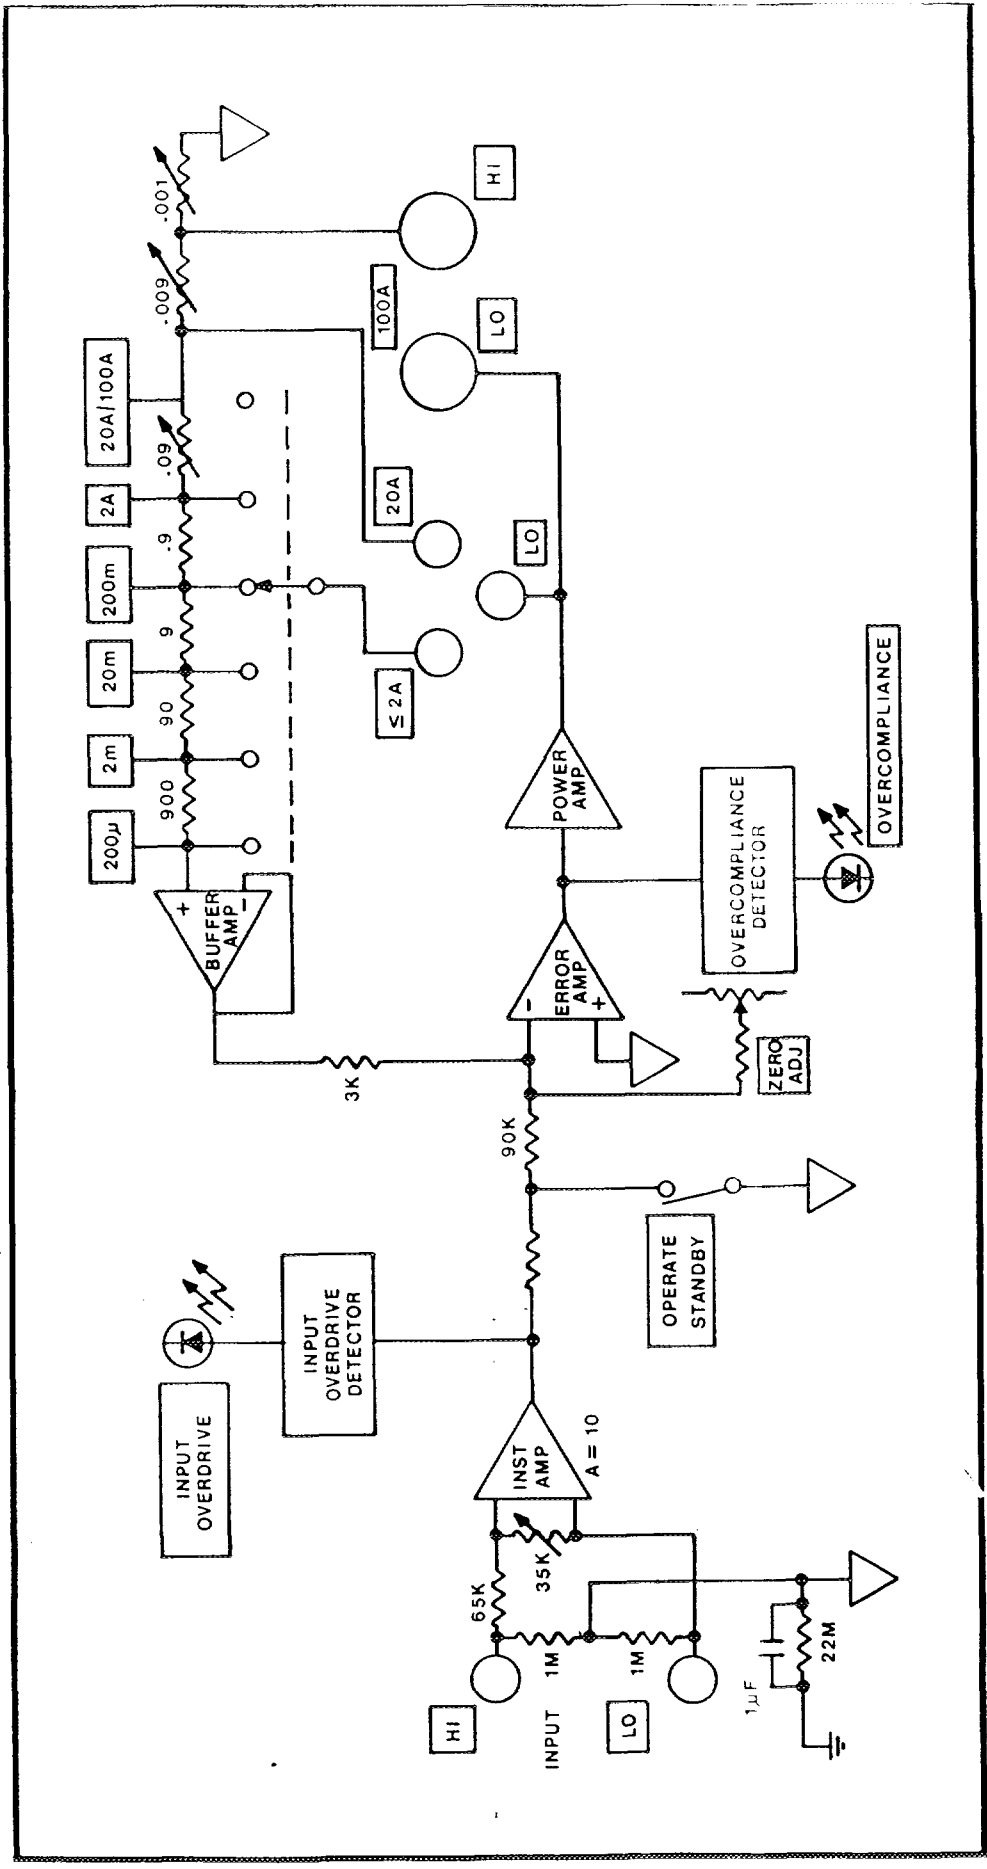 200µ
2m
20m
200m
2A
20A/100A
900
90
9
.9
.09
.009
.001
BUFFER
AMP
+
−
≤ 2A
20A
100A
HI
LO
LO
3K
INPUT
OVERDRIVE
INPUT
OVERDRIVE
DETECTOR
HI
INPUT
LO
65K
35K
1M
1M
INST
AMP
A = 10
90K
−
+
ERROR
AMP
POWER
AMP
OPERATE
STANDBY
ZERO
ADJ
OVERCOMPLIANCE
DETECTOR
OVERCOMPLIANCE
1µF
22M